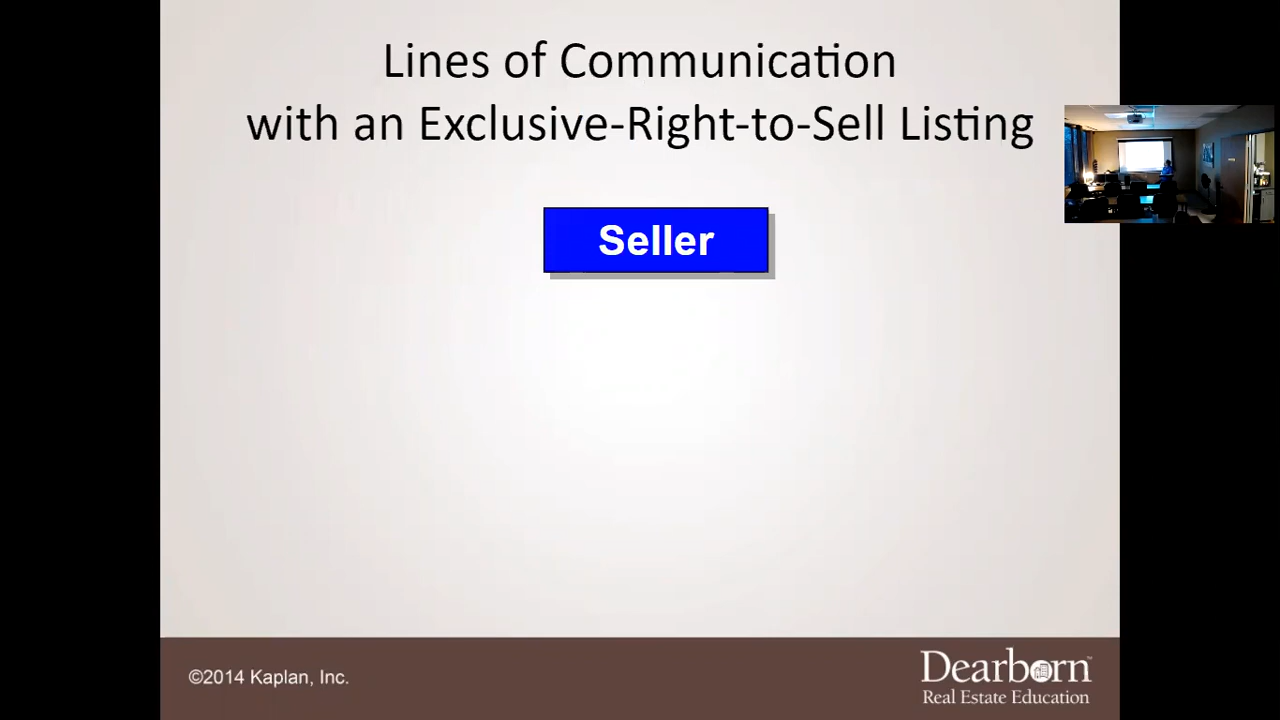 Lines of Communication
with an Exclusive-Right-to-Sell Listing
Seller
©2014 Kaplan, Inc.
Dearborn
Real Estate Education